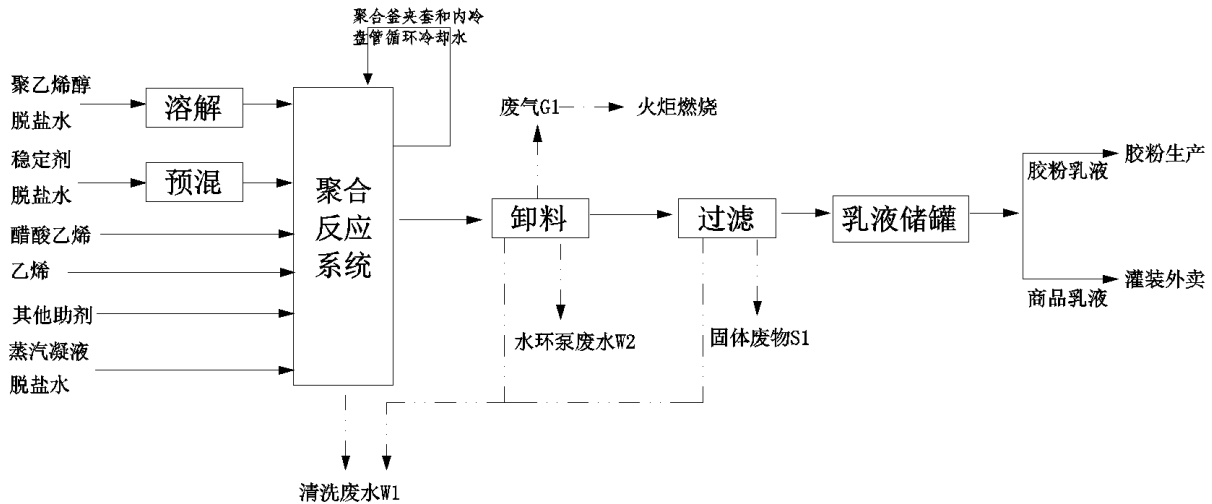 聚合釜夹套和内冷
盘管循环冷却水
聚乙烯醇
脱盐水
溶解
稳定剂
脱盐水
预混
醋酸乙烯
乙烯
其他助剂
蒸汽凝液
脱盐水
聚合
反应
系统
废气G1
火炬燃烧
卸料
过滤
乳液储罐
胶粉乳液
胶粉生产
商品乳液
灌装外卖
水环泵废水W2
固体废物S1
清洗废水W1